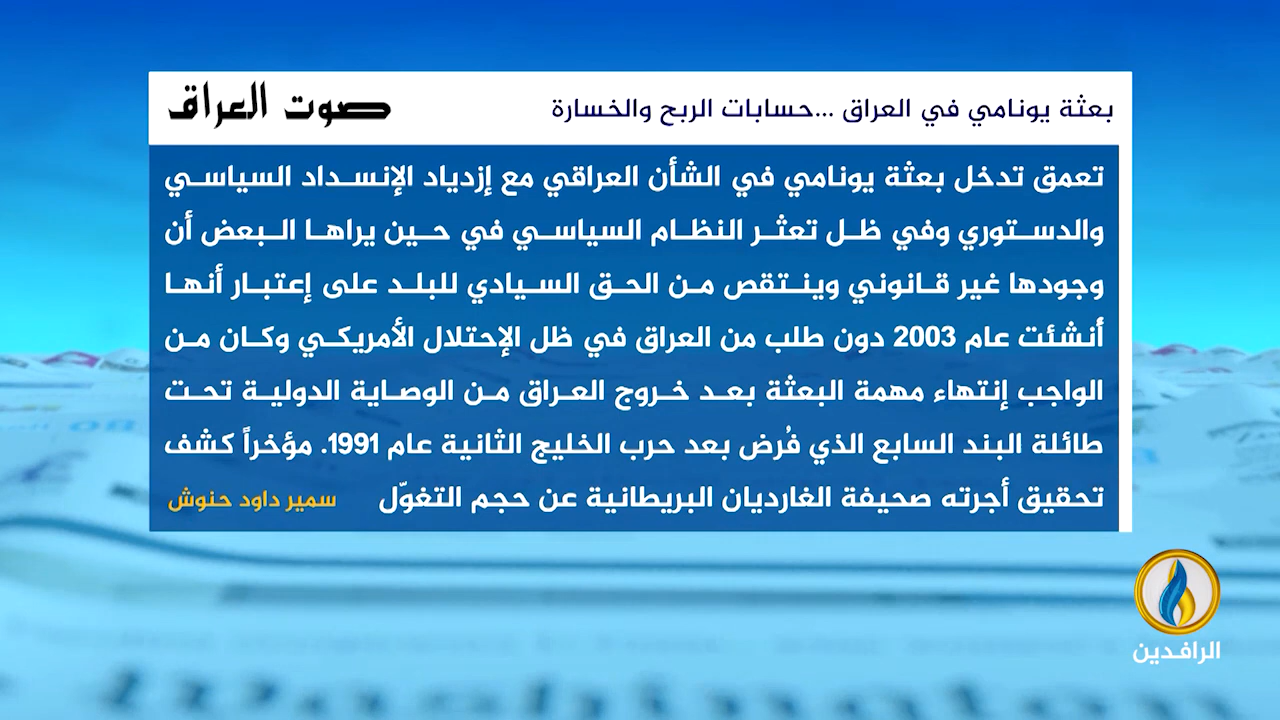 بعثة يونامي في العراق ...حسابات الربح والخسارة
صوت العراق
تعمق تدخل بعثة يونامي في الشأن العراقي مع إزدياد الإنسداد السياسي
والدستوري وفي ظل تعثر النظام السياسي في حين يراها البعض أن
وجودها غير قانوني وينتقص من الحق السيادي للبلد على إعتبار أنها
أنشئت عام 2003 دون طلب من العراق في ظل الإحتلال الأمريكي وكان من
الواجب إنتهاء مهمة البعثة بعد خروج العراق من الوصاية الدولية تحت
طائلة البند السابع الذي فُرض بعد حرب الخليج الثانية عام 1991. مؤخراً كشف
تحقيق أجرته صحيفة الغارديان البريطانية عن حجم التغوّل
سمير داود حنوش
الرافدين